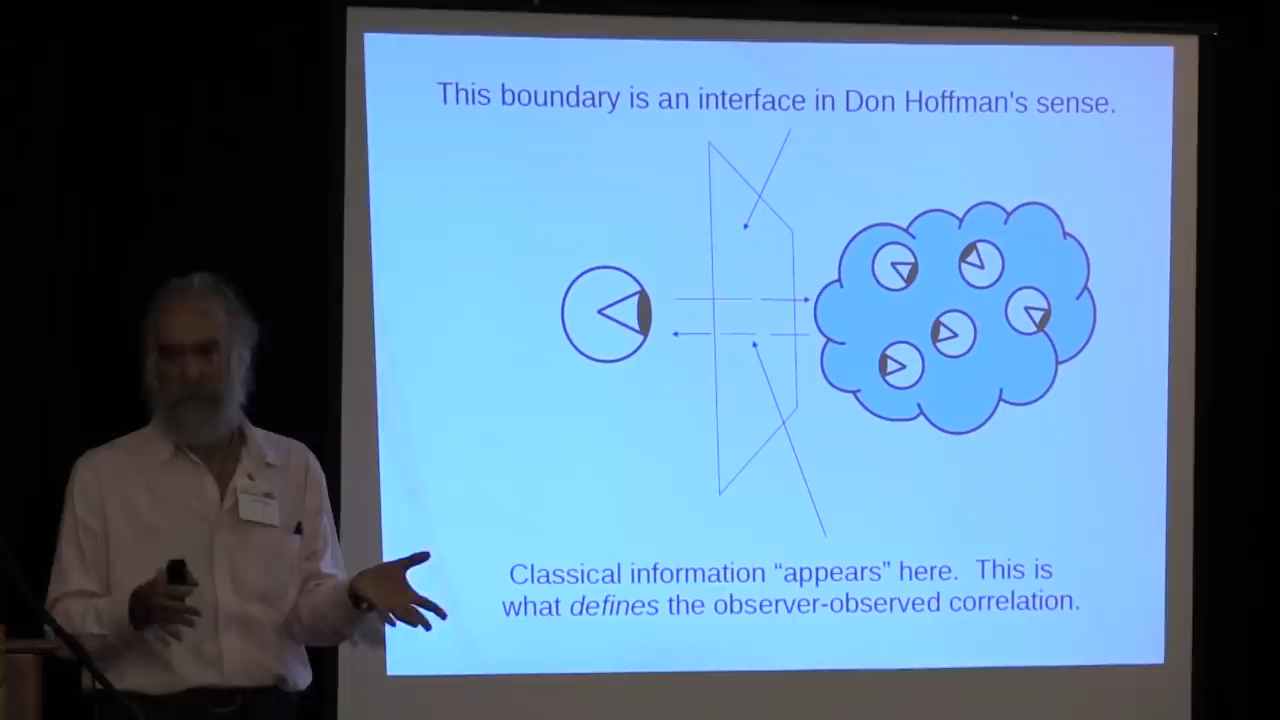 This boundary is an interface in Don Hoffman's sense.
Classical information “appears” here.  This is
what defines the observer-observed correlation.